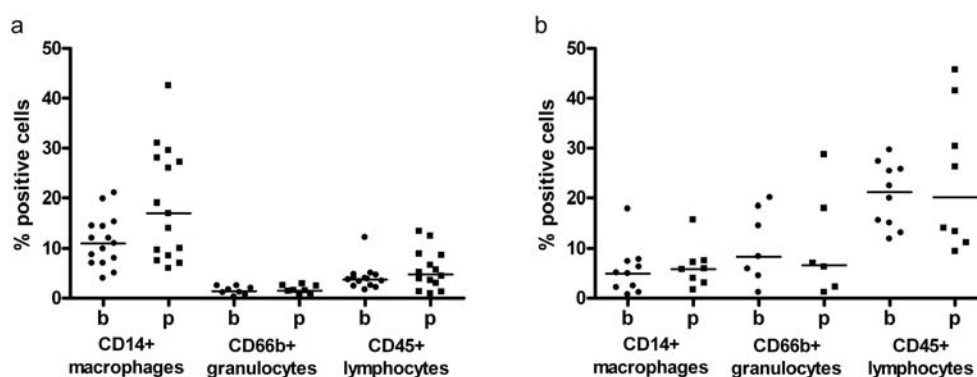 a
% positive cells
50
40
30
20
10
0
b p b p b p
CD14+ CD66b+ CD45+
macrophages granulocytes lymphocytes
b
% positive cells
50
40
30
20
10
0
b p b p b p
CD14+ CD66b+ CD45+
macrophages granulocytes lymphocytes